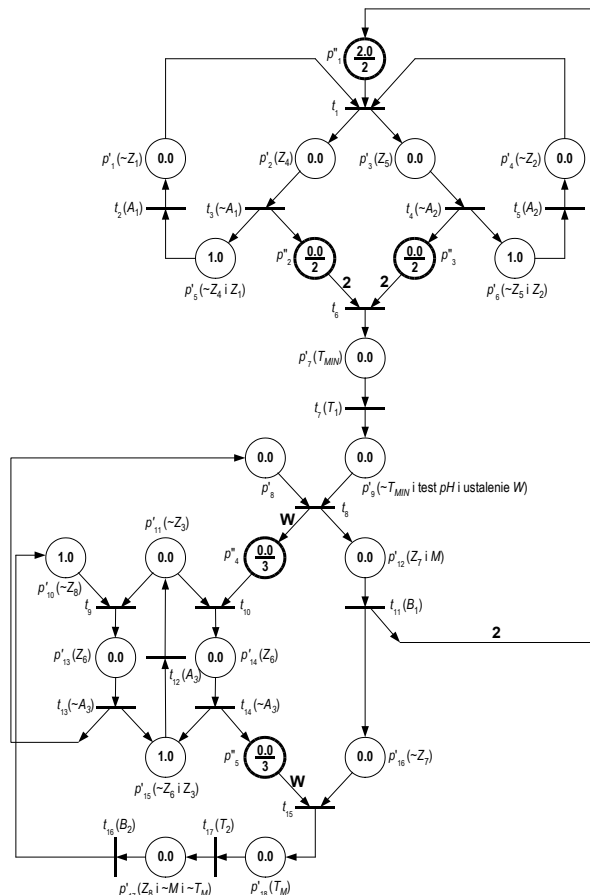 p"1 2.0
2
t1
p'1(~Z1) 0.0 p'2(Z4) 0.0 p'3(Z5) 0.0 p'4(~Z2) 0.0
t2(A1) t3(~A1) t4(~A2) t5(A2)
1.0 p"2 0.0 0.0 p"3 1.0
2 2
p'5(~Z4 i Z1) 2 2 p'6(~Z5 i Z2)
t6
p'7(TMIN) 0.0
t7(T1)
0.0 0.0
p'8 p'9(~TMIN i test pH i ustalenie W)
t8
p'11(~Z3) W
1.0 0.0 p"4 0.0 0.0 p'12(Z7 i M)
3
p'10(~Z8)
t9 t10 t11(B1)
2
p'13(Z6) 0.0 0.0 p'14(Z6)
t12(A3)
t13(~A3) t14(~A3)
1.0 p"5 0.0 0.0 p'16(~Z7)
3
p'15(~Z6 i Z3) W
t15
t16(B2) t17(T2)
0.0 0.0
p'17(Z8 i ~M i ~TM) p'18(TM)